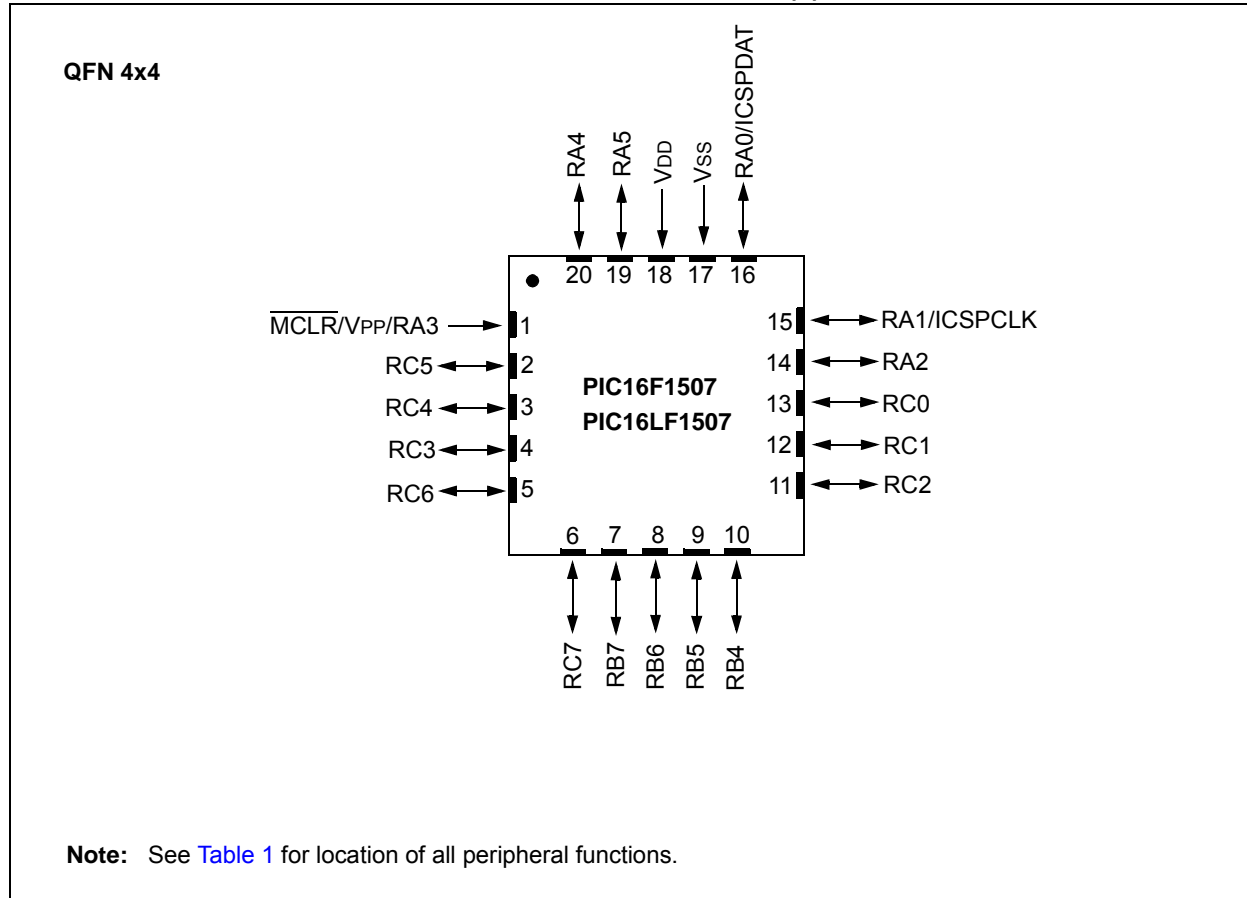 QFN 4x4
RA4
RA5
VDD
VSS
RA0/ICSPDAT
20 19 18 17 16
MCLR/VPP/RA3 1
RC5 2
RC4 3
RC3 4
RC6 5
PIC16F1507
PIC16LF1507
15 RA1/ICSPCLK
14 RA2
13 RC0
12 RC1
11 RC2
6 7 8 9 10
RC7
RB7
RB6
RB5
RB4
Note: See Table 1 for location of all peripheral functions.